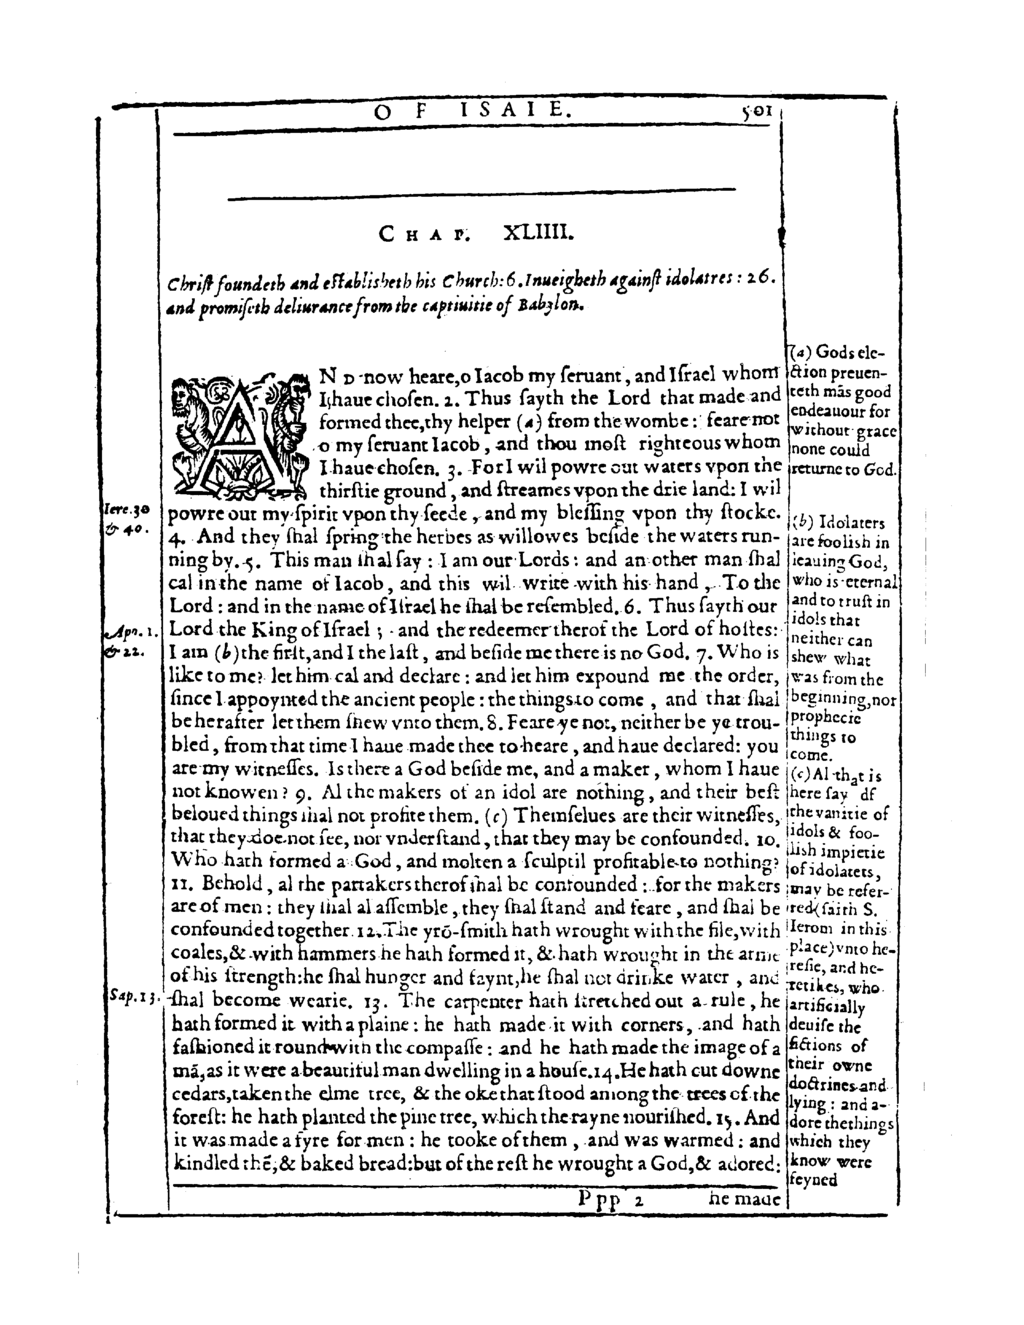 OF ISAIE. 501
CHAP. XLIIII.
Christ foundeth and establisheth his Church: 6. Inueigheth against idolatres: 26.
and promiseth deliurance from the captiuitie of Babylon.
AND now heare, o Iacob my ſeruant, and Iſrael whom
I haue choſen. 2. Thus ſayth the Lord that made and
formed thee, thy helper (a) from the wombe: feare not
o my ſeruant Iacob, and thou moſt righteous whom
I haue choſen. 3. For I wil powre out waters vpon the
thirſtie ground, and ſtreames vpon the drie land: I wil
powre out my ſpirit vpon thy ſeede, and my bleſſing vpon thy ſtocke.
4. And they ſhal ſpring the herbes as willowes beſide the waters run-
ning by. 5. This man ſhal ſay: I am our Lords: and an other man ſhal
cal in the name of Iacob, and this wil write with his hand, To the
Lord: and in the name of Iſrael he ſhal be reſembled. 6. Thus ſayth our
Lord the King of Iſrael; and the redeemer therof the Lord of hoſtes:
I am (b) the firſt, and I the laſt, and beſide me there is no God. 7. Who is
like to me? let him cal and declare: and let him expound me the order,
ſince I appoynted the ancient people: the things to come, and that ſhal
be herafter let them ſhew vnto them. 8. Feare ye not, neither be ye trou-
bled, from that time I haue made thee to heare, and haue declared: you
are my witneſſes. Is there a God beſide me, and a maker, whom I haue
not knowen? 9. Al the makers of an idol are nothing, and their beſt
beloued things ſhal not profite them. (c) Themſelues are their witneſſes,
that they doe not ſee, nor vnderſtand, that they may be confounded. 10.
Who hath formed a God, and molten a ſculptil profitable to nothing?
11. Behold, al the partakers therof ſhal be confounded: for the makers
are of men: they ſhal al aſſemble, they ſhal ſtand and feare, and ſhal be
confounded together. 12. The yrõ-ſmith hath wrought with the file, with
coales, & with hammers he hath formed it, & hath wrought in the arme
of his ſtrength: he ſhal hunger and faynt, he ſhal not drinke water, and
ſhal become wearie. 13. The carpenter hath ſtretched out a rule, he
hath formed it with a plaine: he hath made it with corners, and hath
faſhioned it round with the compaſſe: and he hath made the image of a
mã, as it were a beautiful man dwelling in a houſe. 14. He hath cut downe
cedars, taken the elme tree, & the oke that ſtood among the trees of the
foreſt: he hath planted the pine tree, which the rayne nouriſhed. 15. And
it was made a fyre for men: he tooke of them, and was warmed: and
kindled thẽ, & baked bread: but of the reſt he wrought a God, & adored:
Ppp 2 he made
Iere. 30
& 40.
Apo. 1.
& 22.
Sap. 13.
(a) Gods ele-
ction preuen-
teth mãs good
endeauour for
without grace
none could
returne to God.
(b) Idolaters
are foolish in
leauing God,
who is eternal
and to truſt in
idols that
neither can
shew what
was from the
beginning, nor
prophecie
things to
come.
(c) Al that is
here ſay df
the vanitie of
idols & foo-
lish impietie
of idolaters,
may be refer-
red (ſaith S.
Ierom in this
place) vnto he-
reſie, and he-
retikes, who
artificially
deuiſe the
fictions of
their owne
doctrines and
lying: and a-
dore the things
which they
know were
feyned